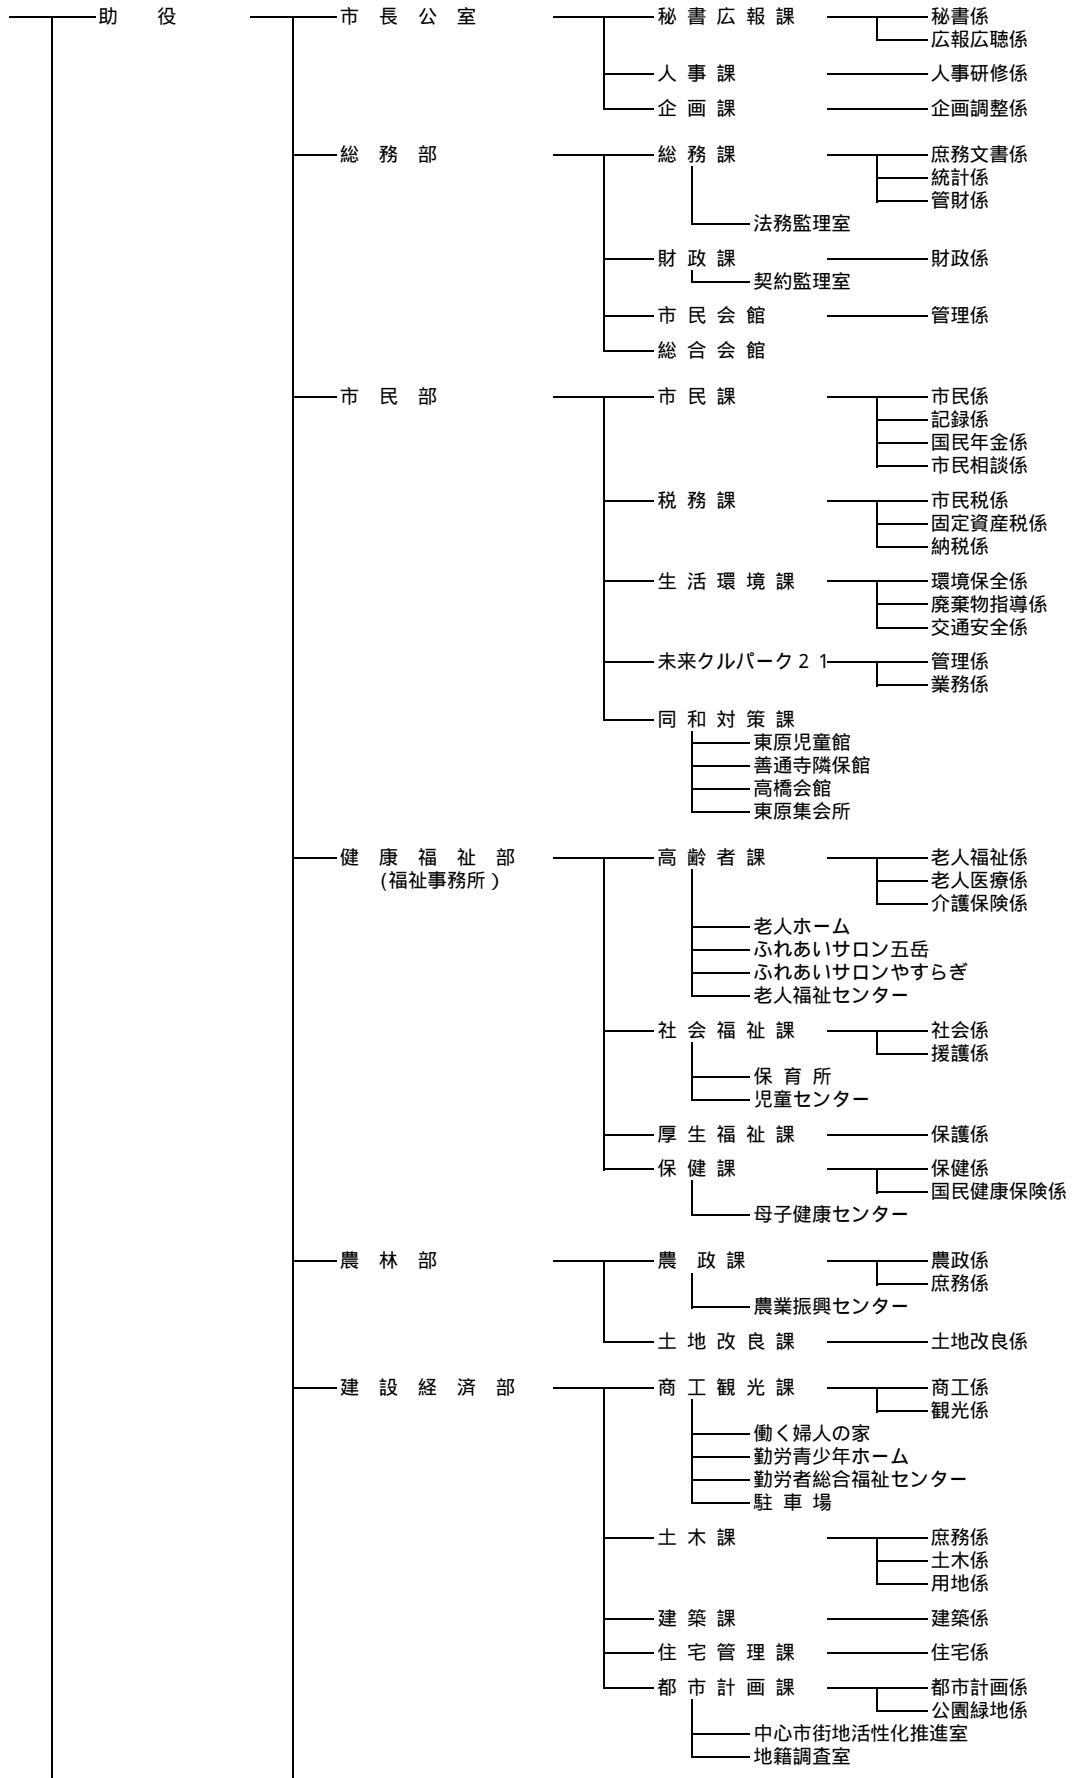 助役 市長公室 秘書広報課 秘書係
広報広聴係
人事課 人事研修係
企画課 企画調整係
総務部 総務課 庶務文書係
統計係
管財係
法務監理室
財政課 財政係
契約監理室
市民会館 管理係
総合会館
市民部 市民課 市民係
記録係
国民年金係
市民相談係
税務課 市民税係
固定資産税係
納税係
生活環境課 環境保全係
廃棄物指導係
交通安全係
未来クルパーク21 管理係
業務係
同和対策課
東原児童館
善通寺隣保館
高橋会館
東原集会所
健康福祉部 高齢者課 老人福祉係
(福祉事務所) 老人医療係
介護保険係
老人ホーム
ふれあいサロン五岳
ふれあいサロンやすらぎ
老人福祉センター
社会福祉課 社会係
援護係
保育所
児童センター
厚生福祉課 保護係
保健課 保健係
国民健康保険係
母子健康センター
農林部 農政課 農政係
庶務係
農業振興センター
土地改良課 土地改良係
建設経済部 商工観光課 商工係
観光係
働く婦人の家
勤労青少年ホーム
勤労者総合福祉センター
駐車場
土木課 庶務係
土木係
用地係
建築課 建築係
住宅管理課 住宅係
都市計画課 都市計画係
公園緑地係
中心市街地活性化推進室
地籍調査室